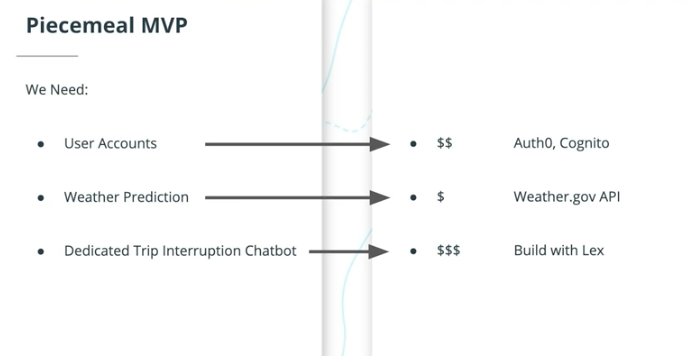 Piecemeal MVP
We Need:
• User Accounts • $$ Auth0, Cognito
• Weather Prediction • $ Weather.gov API
• Dedicated Trip Interruption Chatbot • $$$ Build with Lex